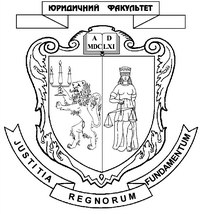 ЮРИДИЧНИЙ ФАКУЛЬТЕТ
A D
MDCLXI
JUSTITIA
REGNORUM
FUNDAMENTUM